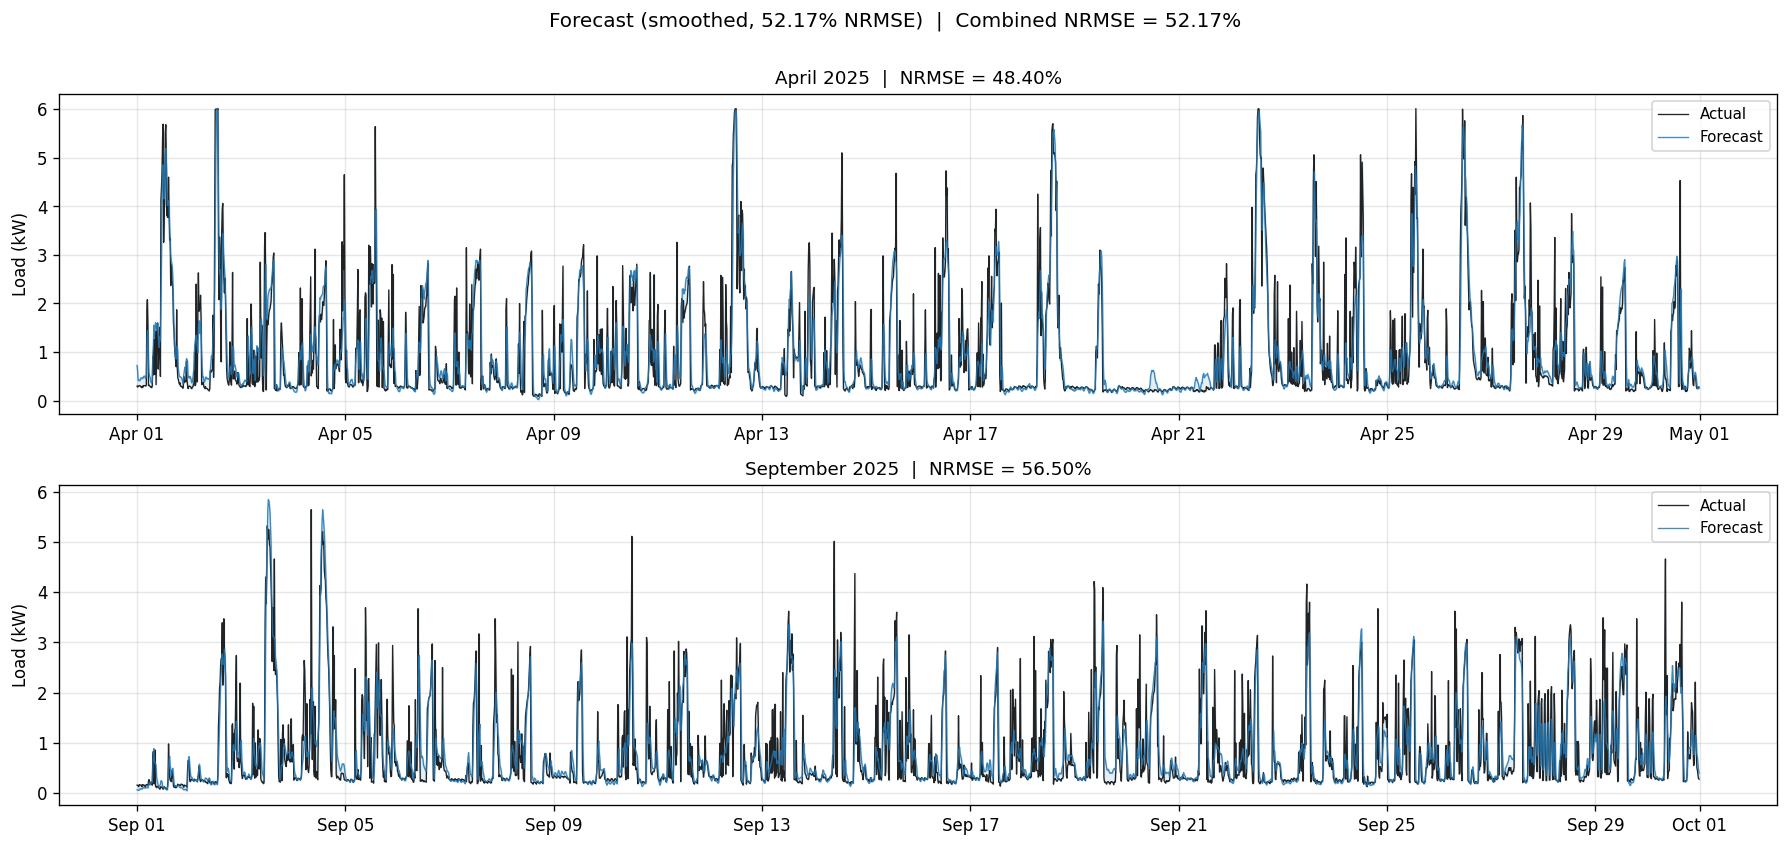 Forecast (smoothed, 52.17% NRMSE)  |  Combined NRMSE = 52.17%
April 2025  |  NRMSE = 48.40%
Load (kW)
6
5
4
3
2
1
0
Actual
Forecast
Apr 01
Apr 05
Apr 09
Apr 13
Apr 17
Apr 21
Apr 25
Apr 29
May 01
September 2025  |  NRMSE = 56.50%
Load (kW)
6
5
4
3
2
1
0
Actual
Forecast
Sep 01
Sep 05
Sep 09
Sep 13
Sep 17
Sep 21
Sep 25
Sep 29
Oct 01